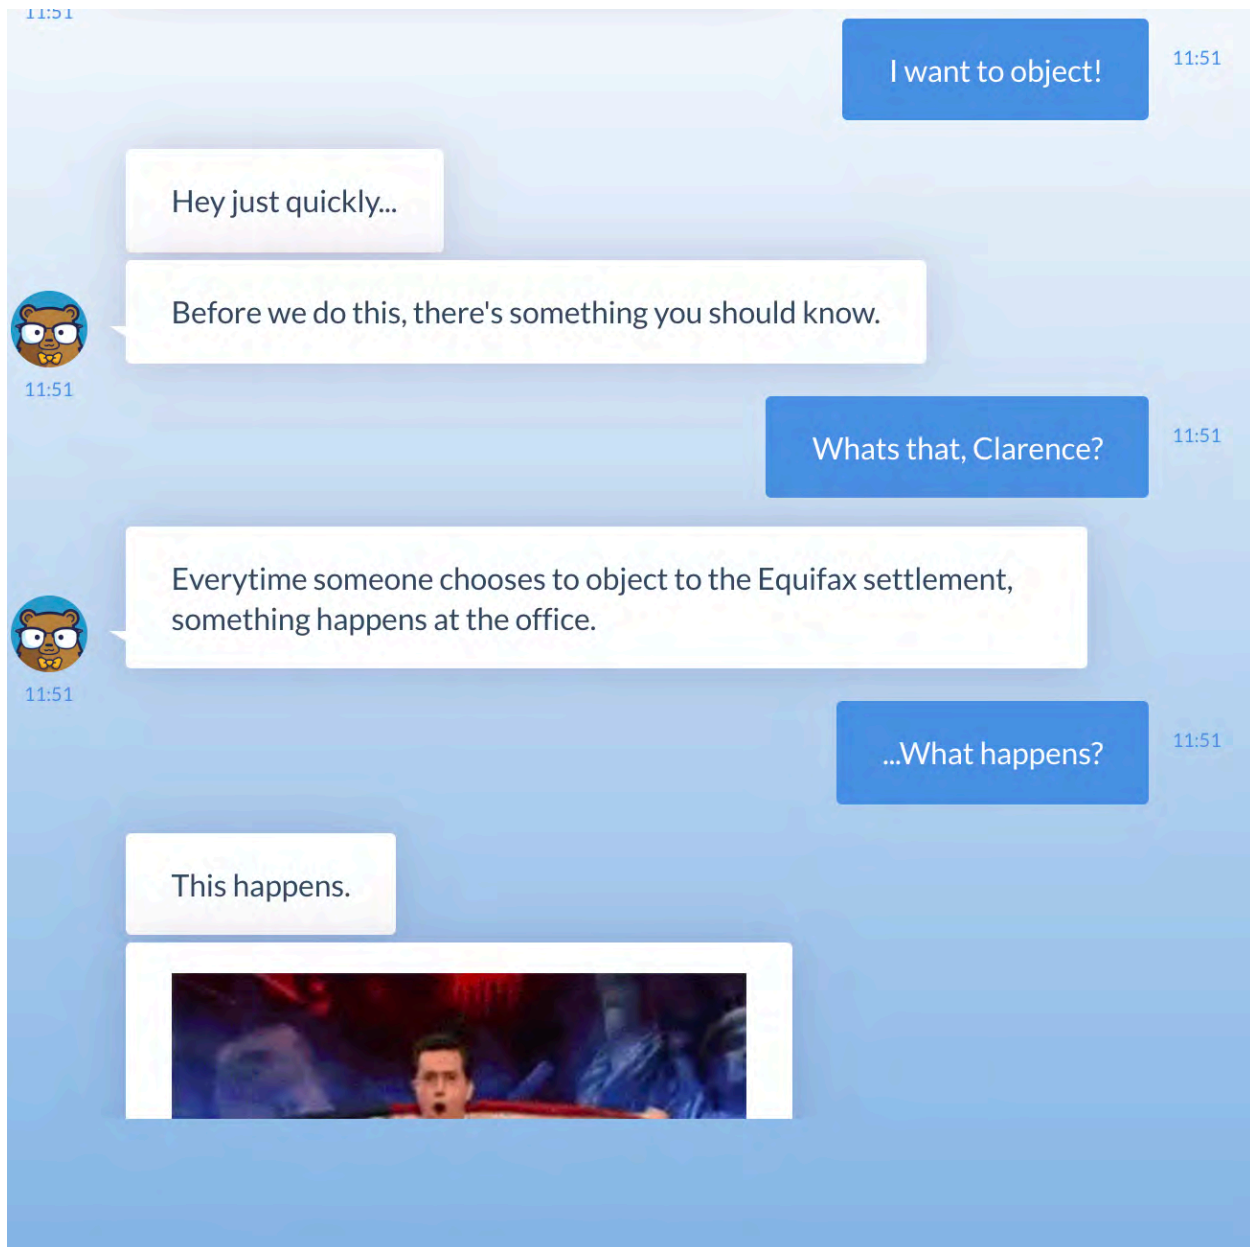 11:51
I want to object!
11:51
Hey just quickly...
Before we do this, there's something you should know.
11:51
Whats that, Clarence?
11:51
Everytime someone chooses to object to the Equifax settlement,
something happens at the office.
11:51
...What happens?
11:51
This happens.